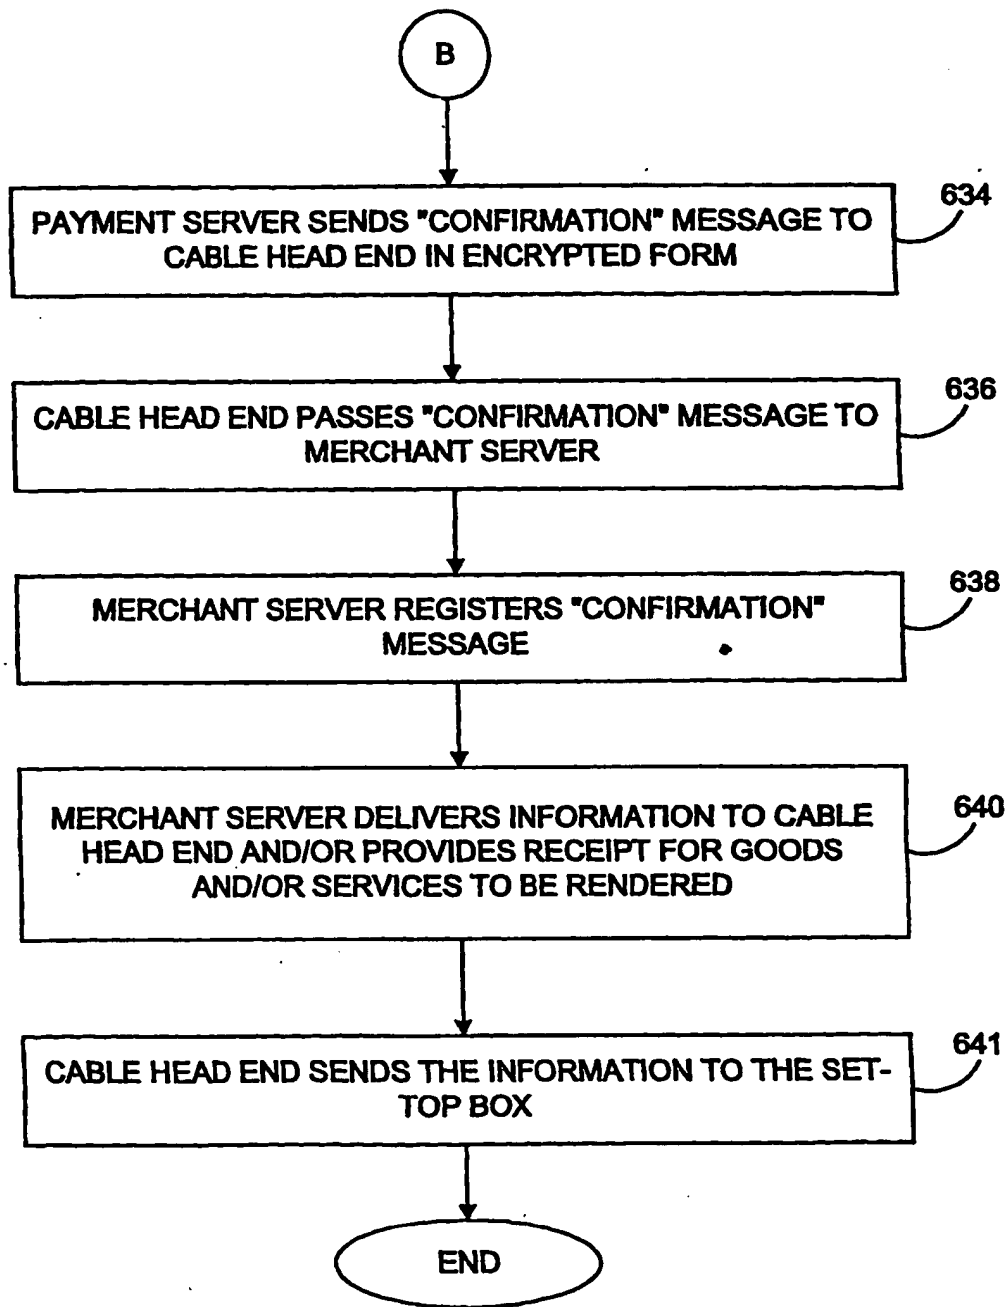 B
634
PAYMENT SERVER SENDS "CONFIRMATION" MESSAGE TO
CABLE HEAD END IN ENCRYPTED FORM
636
CABLE HEAD END PASSES "CONFIRMATION" MESSAGE TO
MERCHANT SERVER
638
MERCHANT SERVER REGISTERS "CONFIRMATION"
MESSAGE
640
MERCHANT SERVER DELIVERS INFORMATION TO CABLE
HEAD END AND/OR PROVIDES RECEIPT FOR GOODS
AND/OR SERVICES TO BE RENDERED
641
CABLE HEAD END SENDS THE INFORMATION TO THE SET-
TOP BOX
END